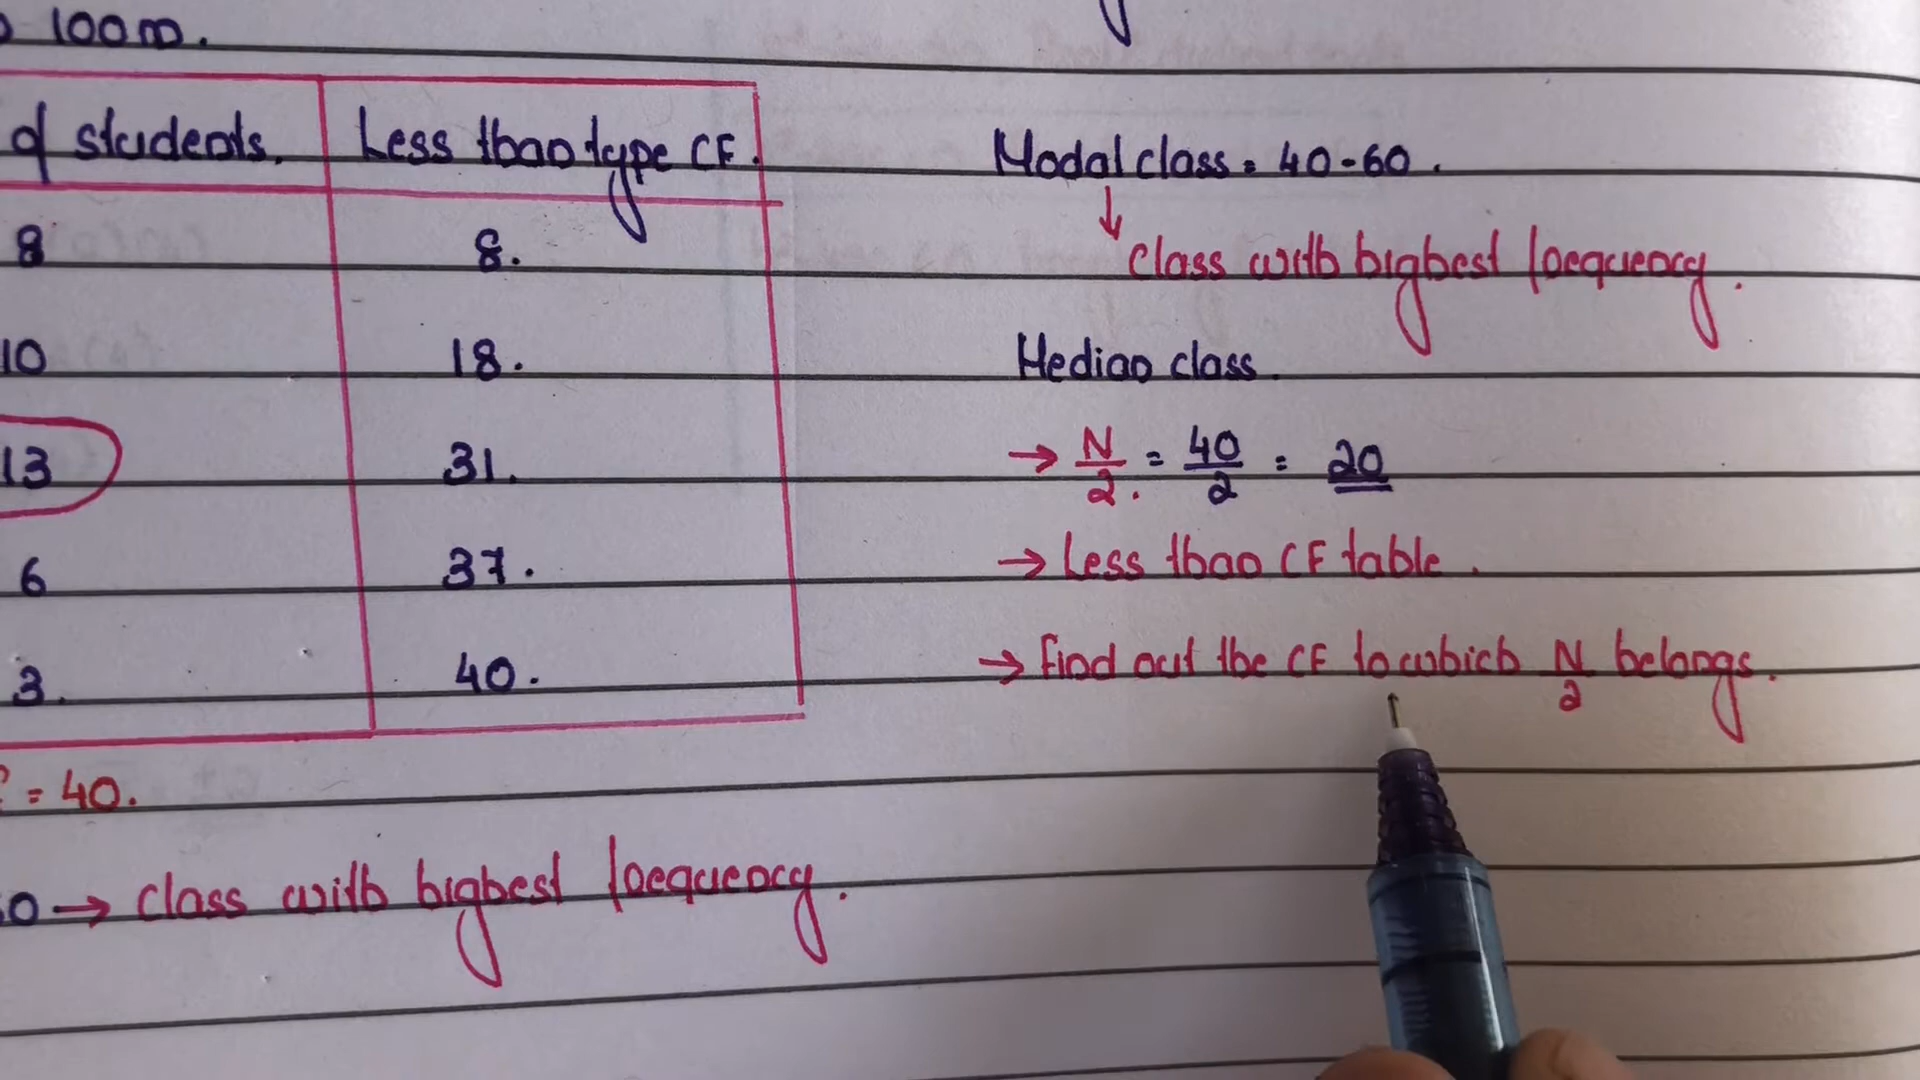 100m.
of students. Less than type CF.
8 8.
10 18.
13 31.
6 37.
3. 40.
= 40.
0 → class with highest frequency.
Modal class = 40-60.
↓
class with highest frequency.
Median class.
→ N/2. = 40/2 = 20
→ Less than CF table.
→ Find out the CF to which N/2 belongs.